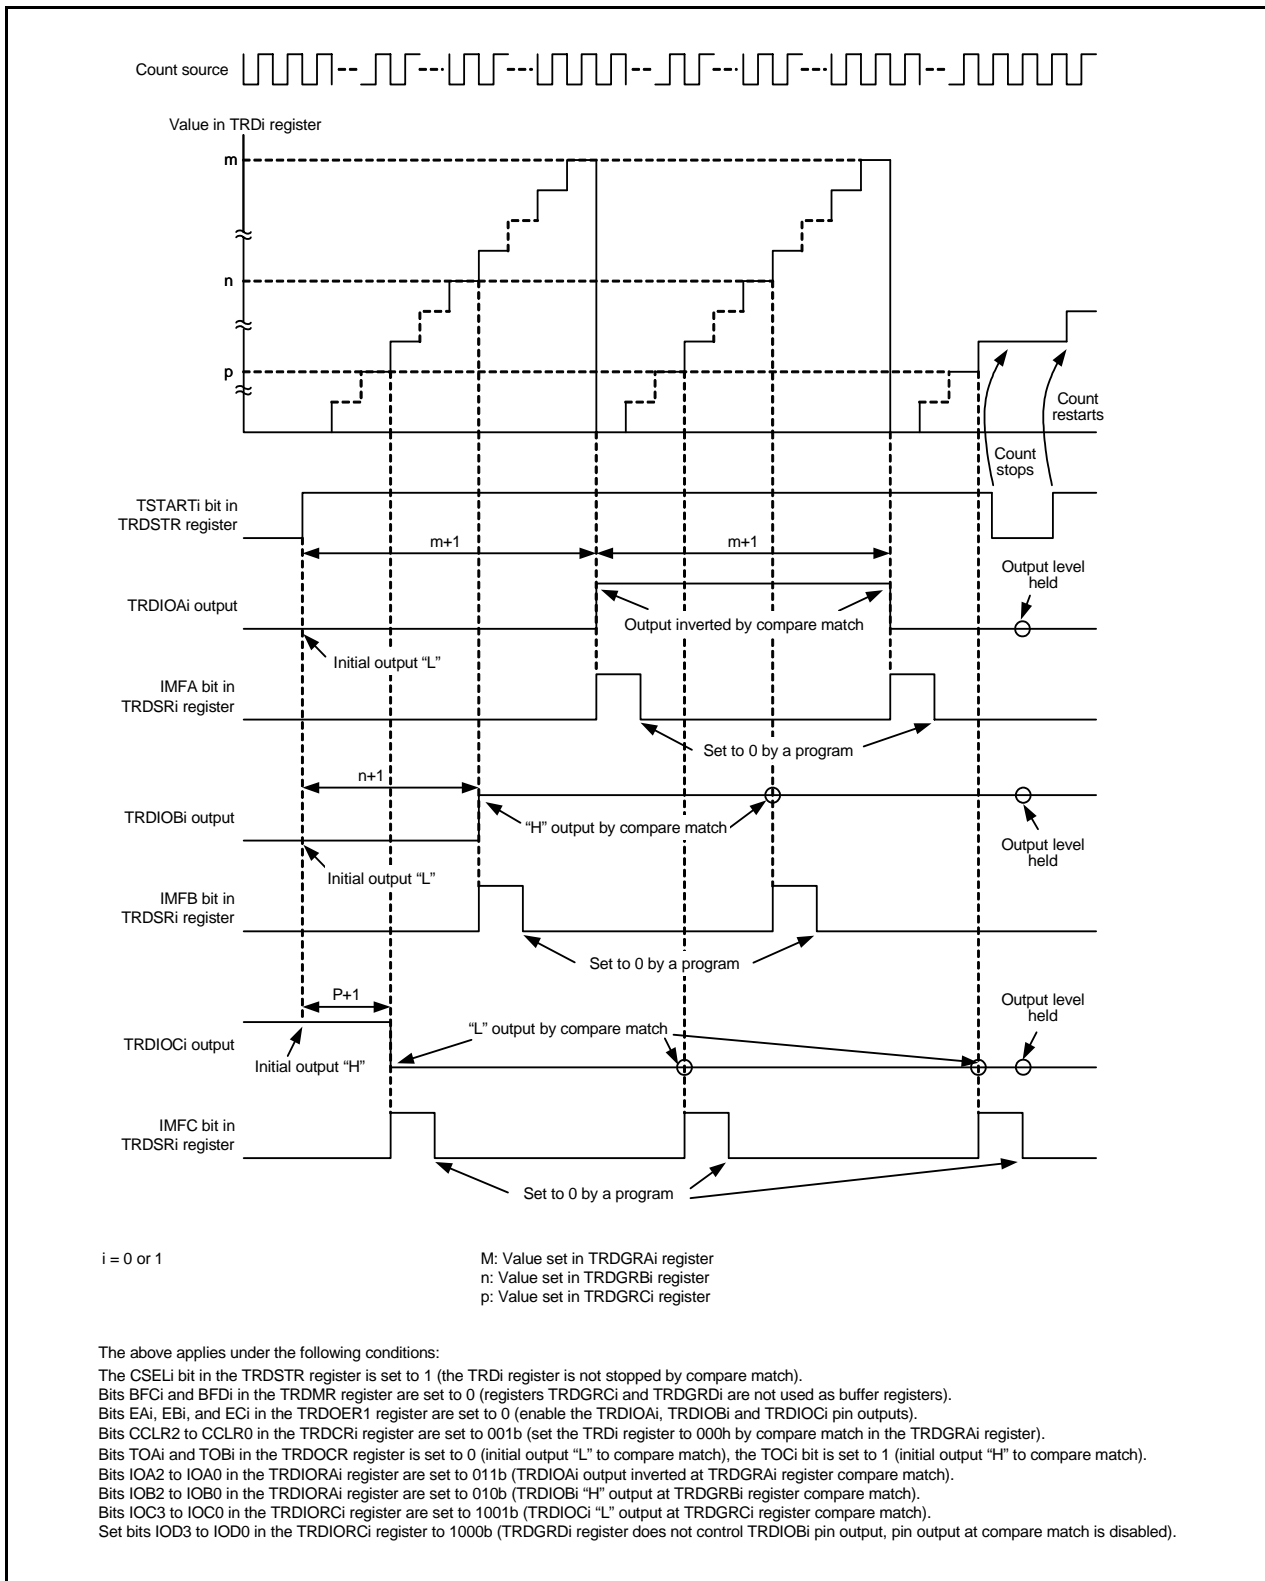 Count source
Value in TRDi register
m
n
p
Count
restarts
Count
stops
TSTARTi bit in
TRDSTR register
m+1
m+1
Output level
held
TRDIOAi output
Output inverted by compare match
Initial output “L”
IMFA bit in
TRDSRi register
Set to 0 by a program
n+1
TRDIOBi output
“H” output by compare match
Output level
held
Initial output “L”
IMFB bit in
TRDSRi register
Set to 0 by a program
P+1
Output level
held
“L” output by compare match
TRDIOCi output
Initial output “H”
IMFC bit in
TRDSRi register
Set to 0 by a program
i = 0 or 1
M: Value set in TRDGRAi register
n: Value set in TRDGRBi register
p: Value set in TRDGRCi register
The above applies under the following conditions:
The CSELi bit in the TRDSTR register is set to 1 (the TRDi register is not stopped by compare match).
Bits BFCi and BFDi in the TRDMR register are set to 0 (registers TRDGRCi and TRDGRDi are not used as buffer registers).
Bits EAi, EBi, and ECi in the TRDOER1 register are set to 0 (enable the TRDIOAi, TRDIOBi and TRDIOCi pin outputs).
Bits CCLR2 to CCLR0 in the TRDCRi register are set to 001b (set the TRDi register to 000h by compare match in the TRDGRAi register).
Bits TOAi and TOBi in the TRDOCR register is set to 0 (initial output “L” to compare match), the TOCi bit is set to 1 (initial output “H” to compare match).
Bits IOA2 to IOA0 in the TRDIORAi register are set to 011b (TRDIOAi output inverted at TRDGRAi register compare match).
Bits IOB2 to IOB0 in the TRDIORAi register are set to 010b (TRDIOBi “H” output at TRDGRBi register compare match).
Bits IOC3 to IOC0 in the TRDIORCi register are set to 1001b (TRDIOCi “L” output at TRDGRCi register compare match).
Set bits IOD3 to IOD0 in the TRDIORCi register to 1000b (TRDGRDi register does not control TRDIOBi pin output, pin output at compare match is disabled).